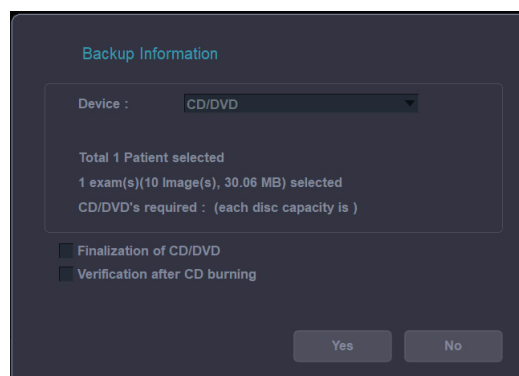 Backup Information
Device : CD/DVD
Total 1 Patient selected
1 exam(s)(10 Image(s), 30.06 MB) selected
CD/DVD's required : (each disc capacity is )
Finalization of CD/DVD
Verification after CD burning
Yes No